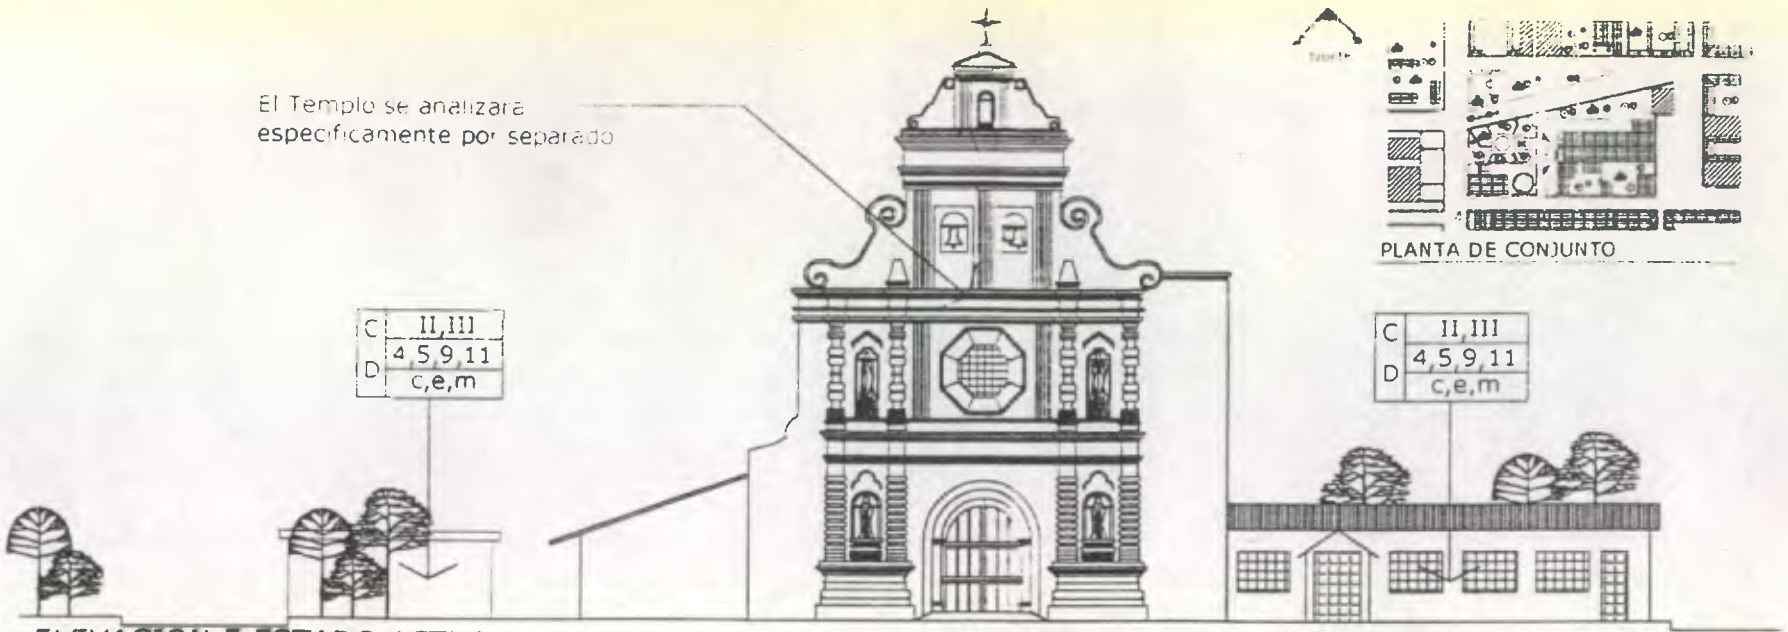 El Templo se analizara
especificamente por separado
Norte
PLANTA DE CONJUNTO
C II,III
D 4,5,9,11
c,e,m
C II,III
D 4,5,9,11
c,e,m